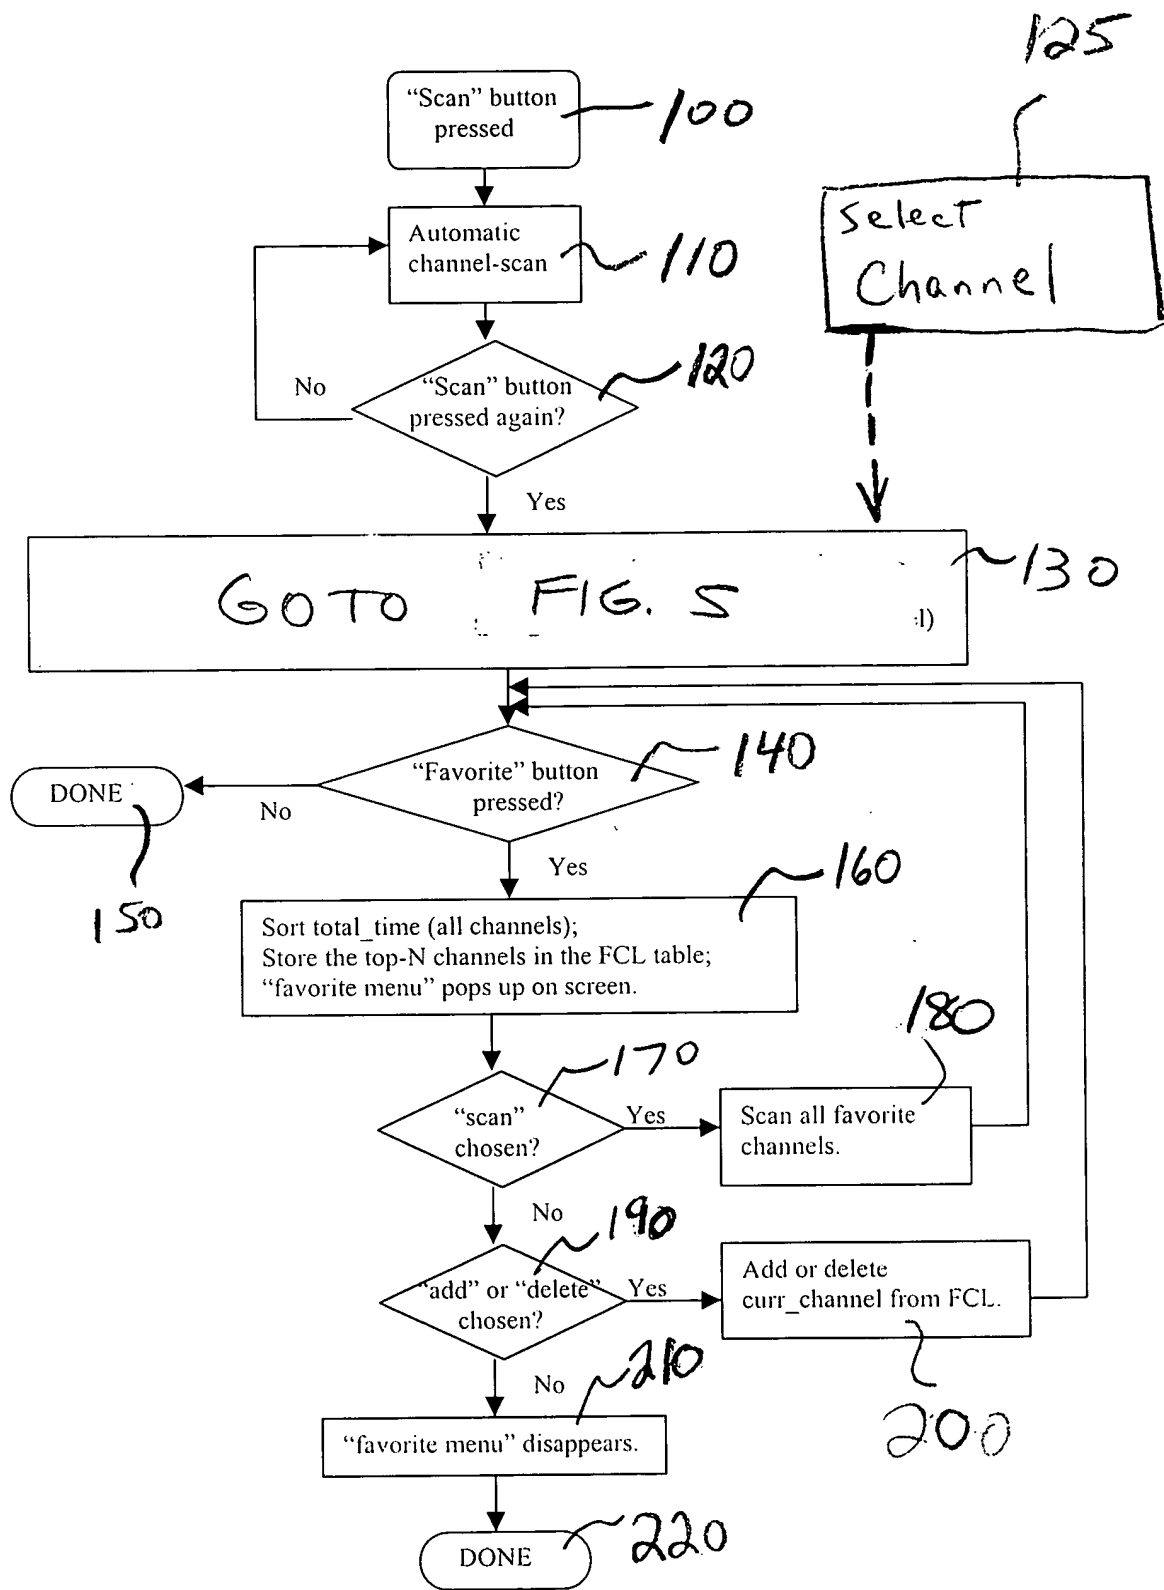 125
“Scan” button
pressed
100
Select
Channel
Automatic
channel-scan
110
120
No
“Scan” button
pressed again?
Yes
130
GO TO FIG. 5
:l)
140
“Favorite” button
pressed?
DONE
No
Yes
150
160
Sort total_time (all channels);
Store the top-N channels in the FCL table;
“favorite menu” pops up on screen.
180
170
“scan”
chosen?
Yes
Scan all favorite
channels.
No
190
“add” or “delete”
chosen?
Yes
Add or delete
curr_channel from FCL.
No
210
200
“favorite menu” disappears.
DONE
220